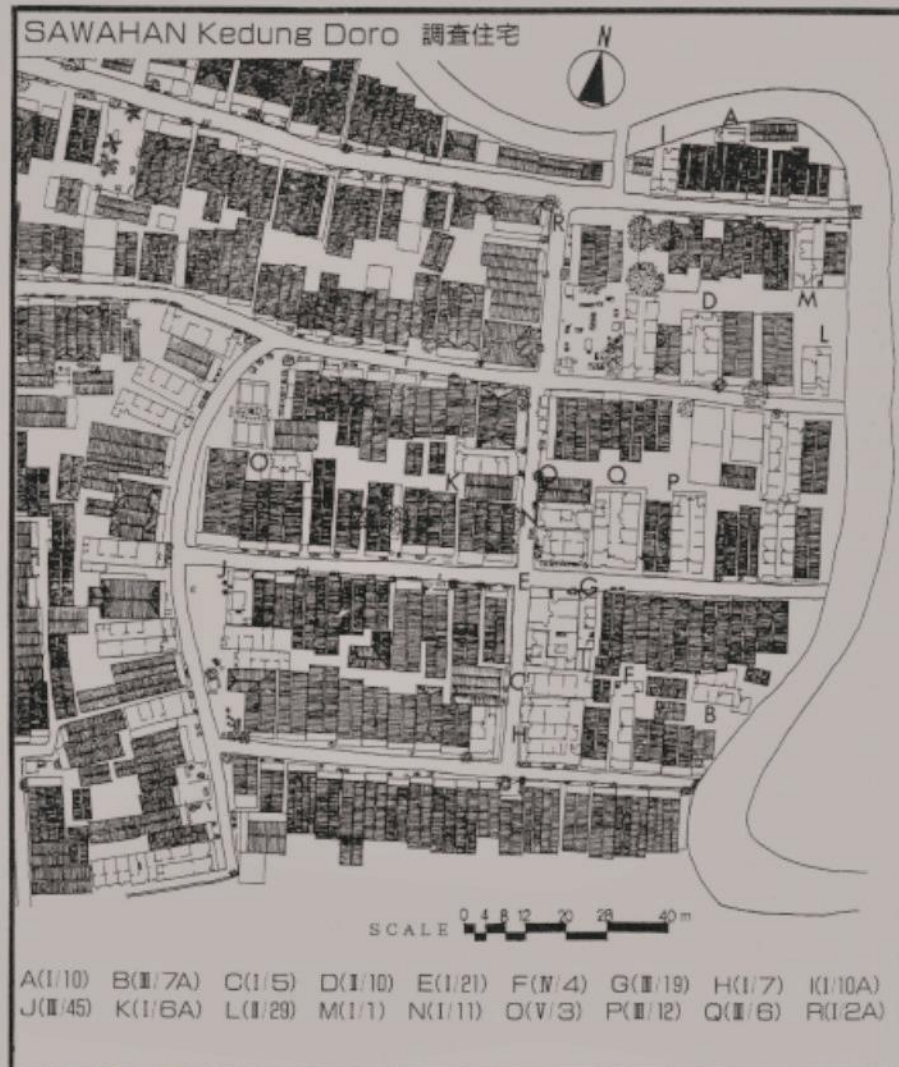 SAWAHAN Kedung Doro 調査住宅
N
A
I
R
D
M
L
O
K
Q
P
N
J
E
G
C
F
B
H
SCALE 0 4 8 12 20 28 40 m
A(I/10) B(Ⅲ/7A) C(I/5) D(Ⅱ/10) E(I/21) F(Ⅳ/4) G(Ⅲ/19) H(I/7) I(I/10A)
J(Ⅲ/45) K(I/6A) L(Ⅱ/29) M(I/1) N(I/11) O(V/3) P(Ⅲ/12) Q(Ⅲ/6) R(I/2A)